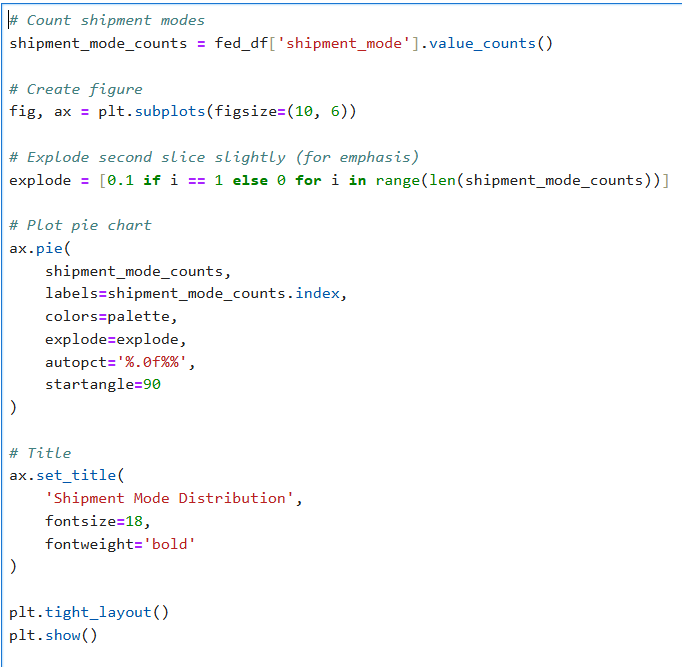 # Count shipment modes
shipment_mode_counts = fed_df['shipment_mode'].value_counts()
# Create figure
fig, ax = plt.subplots(figsize=(10, 6))
# Explode second slice slightly (for emphasis)
explode = [0.1 if i == 1 else 0 for i in range(len(shipment_mode_counts))]
# Plot pie chart
ax.pie(
    shipment_mode_counts,
    labels=shipment_mode_counts.index,
    colors=palette,
    explode=explode,
    autopct='%.0f%%',
    startangle=90
)
# Title
ax.set_title(
    'Shipment Mode Distribution',
    fontsize=18,
    fontweight='bold'
)
plt.tight_layout()
plt.show()